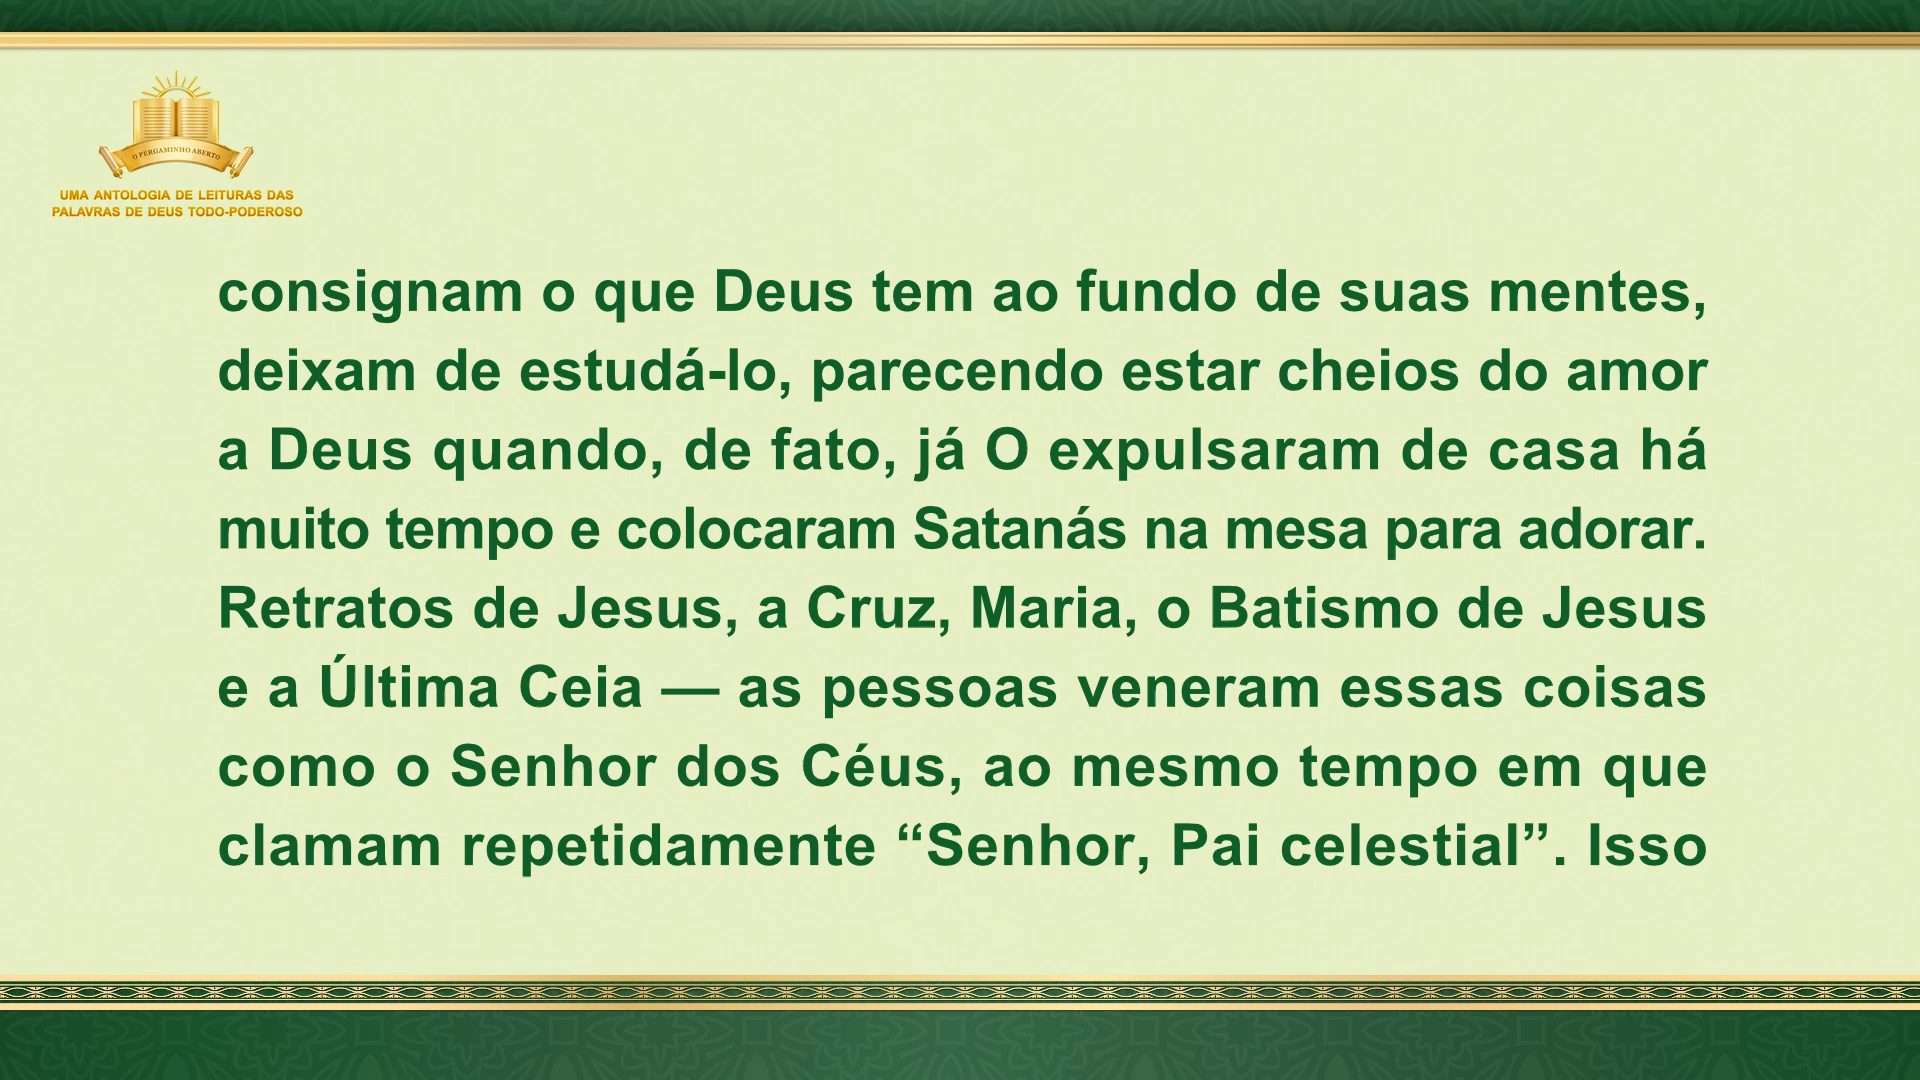 O PERGAMINHO ABERTO
UMA ANTOLOGIA DE LEITURAS DAS
PALAVRAS DE DEUS TODO-PODEROSO
consignam o que Deus tem ao fundo de suas mentes,
deixam de estudá-lo, parecendo estar cheios do amor
a Deus quando, de fato, já O expulsaram de casa há
muito tempo e colocaram Satanás na mesa para adorar.
Retratos de Jesus, a Cruz, Maria, o Batismo de Jesus
e a Última Ceia — as pessoas veneram essas coisas
como o Senhor dos Céus, ao mesmo tempo em que
clamam repetidamente “Senhor, Pai celestial”. Isso